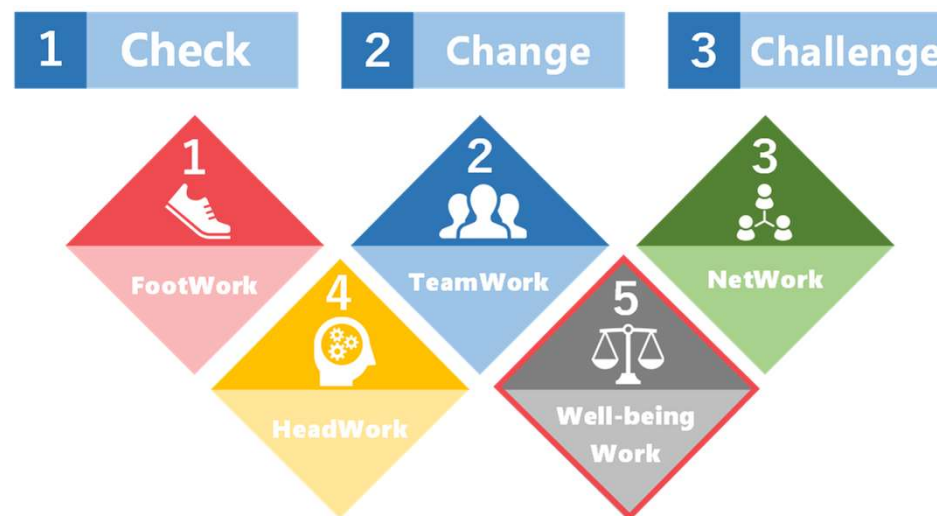 1 Check
2 Change
3 Challenge
1
FootWork
2
TeamWork
3
NetWork
4
HeadWork
5
Well-being
Work